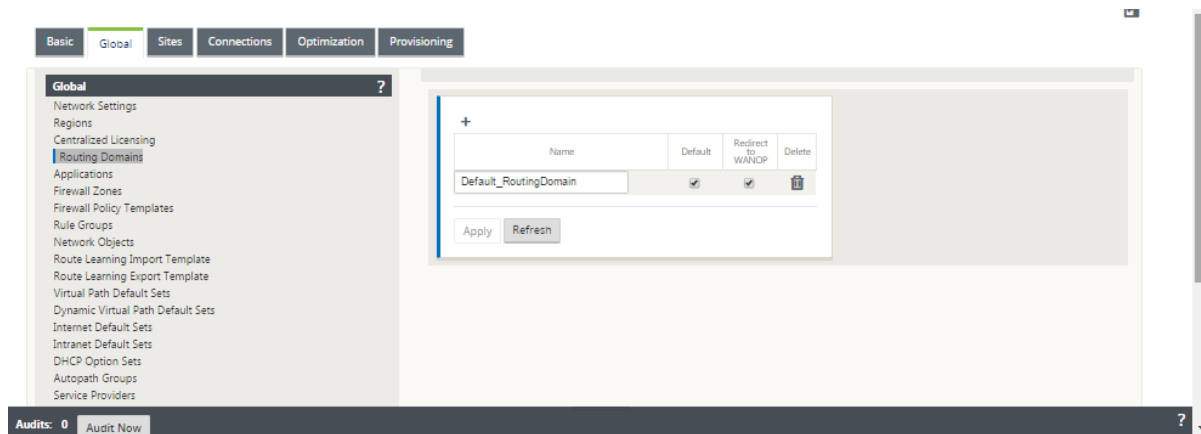 Basic Global Sites Connections Optimization Provisioning
Global ?
Network Settings
Regions
Centralized Licensing
Routing Domains
Applications
Firewall Zones
Firewall Policy Templates
Rule Groups
Network Objects
Route Learning Import Template
Route Learning Export Template
Virtual Path Default Sets
Dynamic Virtual Path Default Sets
Internet Default Sets
Intranet Default Sets
DHCP Option Sets
Autopath Groups
Service Providers
+
Name Default Redirect to WANOP Delete
Default_RoutingDomain
Apply Refresh
Audits: 0 Audit Now ?